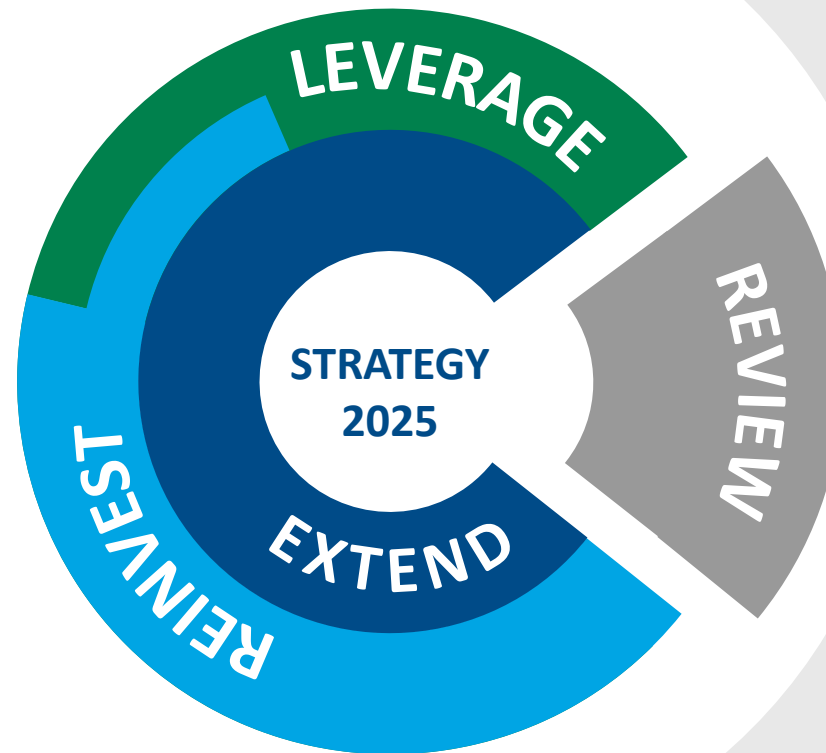 LEVERAGE
REVIEW
STRATEGY
2025
EXTEND
REINVEST